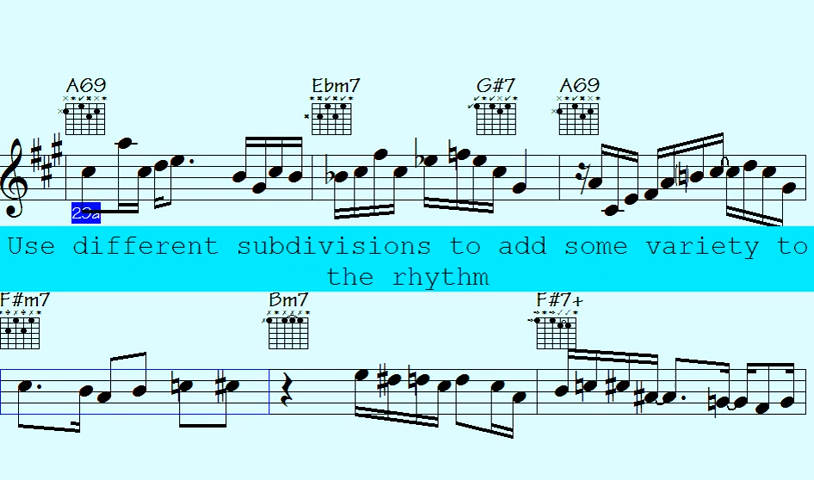 A69 Ebm7 G#7 A69
29a
Use different subdivisions to add some variety to
the rhythm
F#m7 Bm7 F#7+